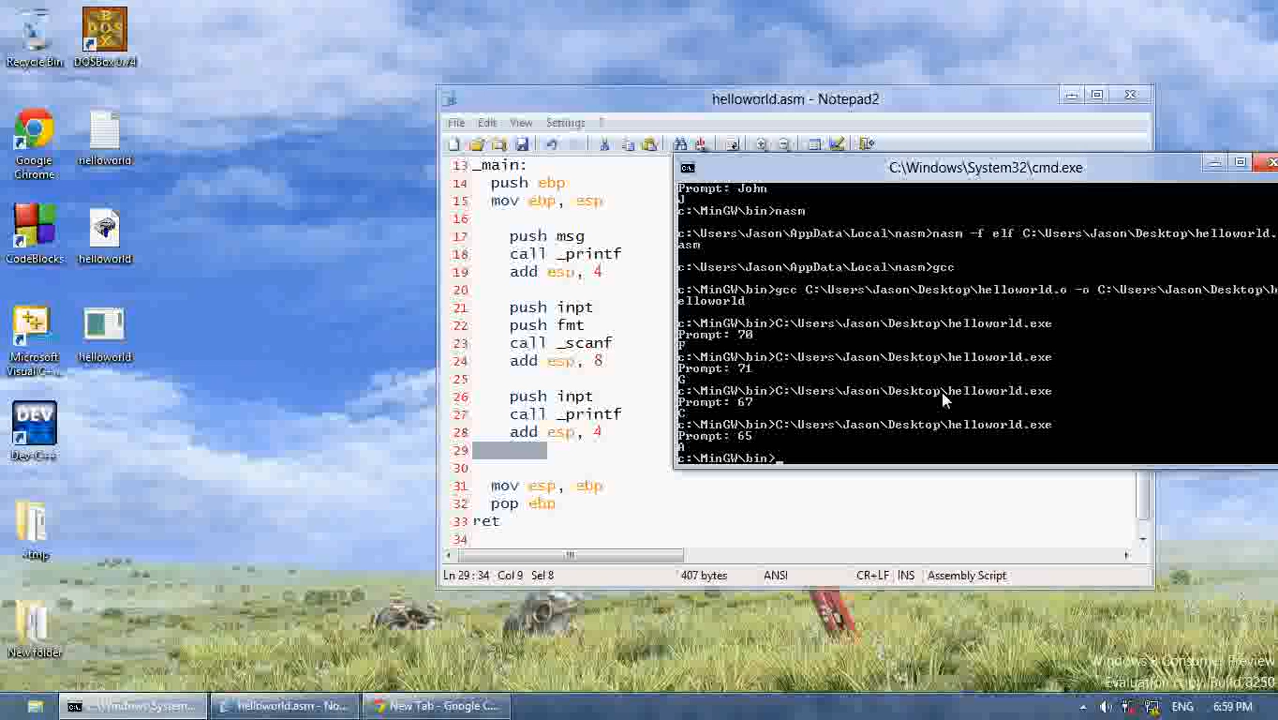 Recycle Bin
DOSBox 0.74
Google
Chrome
helloworld
CodeBlocks
helloworld
Microsoft
Visual C++...
helloworld
Dev-C++
New folder
helloworld.asm - Notepad2
File Edit View Settings ?
13 _main:
14 push ebp
15 mov ebp, esp
16
17 push msg
18 call _printf
19 add esp, 4
20
21 push inpt
22 push fmt
23 call _scanf
24 add esp, 8
25
26 push inpt
27 call _printf
28 add esp, 4
29
30
31 mov esp, ebp
32 pop ebp
33 ret
34
Ln 29 : 34 Col 9 Sel 8 407 bytes ANSI CR+LF INS Assembly Script
C:\Windows\System32\cmd.exe
Prompt: John
J
c:\MinGW\bin>nasm
c:\Users\Jason\AppData\Local\nasm>nasm -f elf C:\Users\Jason\Desktop\helloworld.
asm
c:\Users\Jason\AppData\Local\nasm>gcc
c:\MinGW\bin>gcc C:\Users\Jason\Desktop\helloworld.o -o C:\Users\Jason\Desktop\h
elloworld
c:\MinGW\bin>C:\Users\Jason\Desktop\helloworld.exe
Prompt: 70
F
c:\MinGW\bin>C:\Users\Jason\Desktop\helloworld.exe
Prompt: 71
G
c:\MinGW\bin>C:\Users\Jason\Desktop\helloworld.exe
Prompt: 67
C
c:\MinGW\bin>C:\Users\Jason\Desktop\helloworld.exe
Prompt: 65
A
c:\MinGW\bin>_
Windows 8 Consumer Preview
Evaluation copy. Build 8250
C:\Windows\System... helloworld.asm - No... New Tab - Google C... ENG 6:59 PM